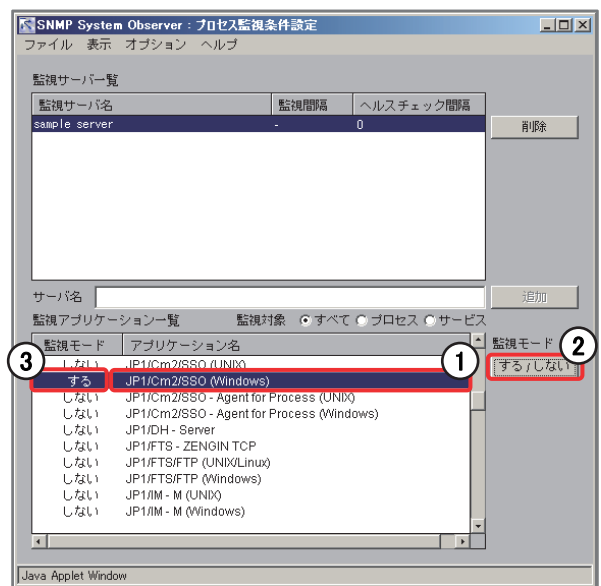 SNMP System Observer : プロセス監視条件設定
ファイル 表示 オプション ヘルプ
監視サーバ一覧
監視サーバ名 監視間隔 ヘルスチェック間隔
sample server - 0
削除
サーバ名 追加
監視アプリケーション一覧 監視対象 すべて プロセス サービス
監視モード アプリケーション名
監視モード ②
③ ①
する/しない
しない JP1/Cm2/SSO (UNIX)
する JP1/Cm2/SSO (Windows)
しない JP1/Cm2/SSO - Agent for Process (UNIX)
しない JP1/Cm2/SSO - Agent for Process (Windows)
しない JP1/DH - Server
しない JP1/FTS - ZENGIN TCP
しない JP1/FTS/FTP (UNIX/Linux)
しない JP1/FTS/FTP (Windows)
しない JP1/IM - M (UNIX)
しない JP1/IM - M (Windows)
Java Applet Window